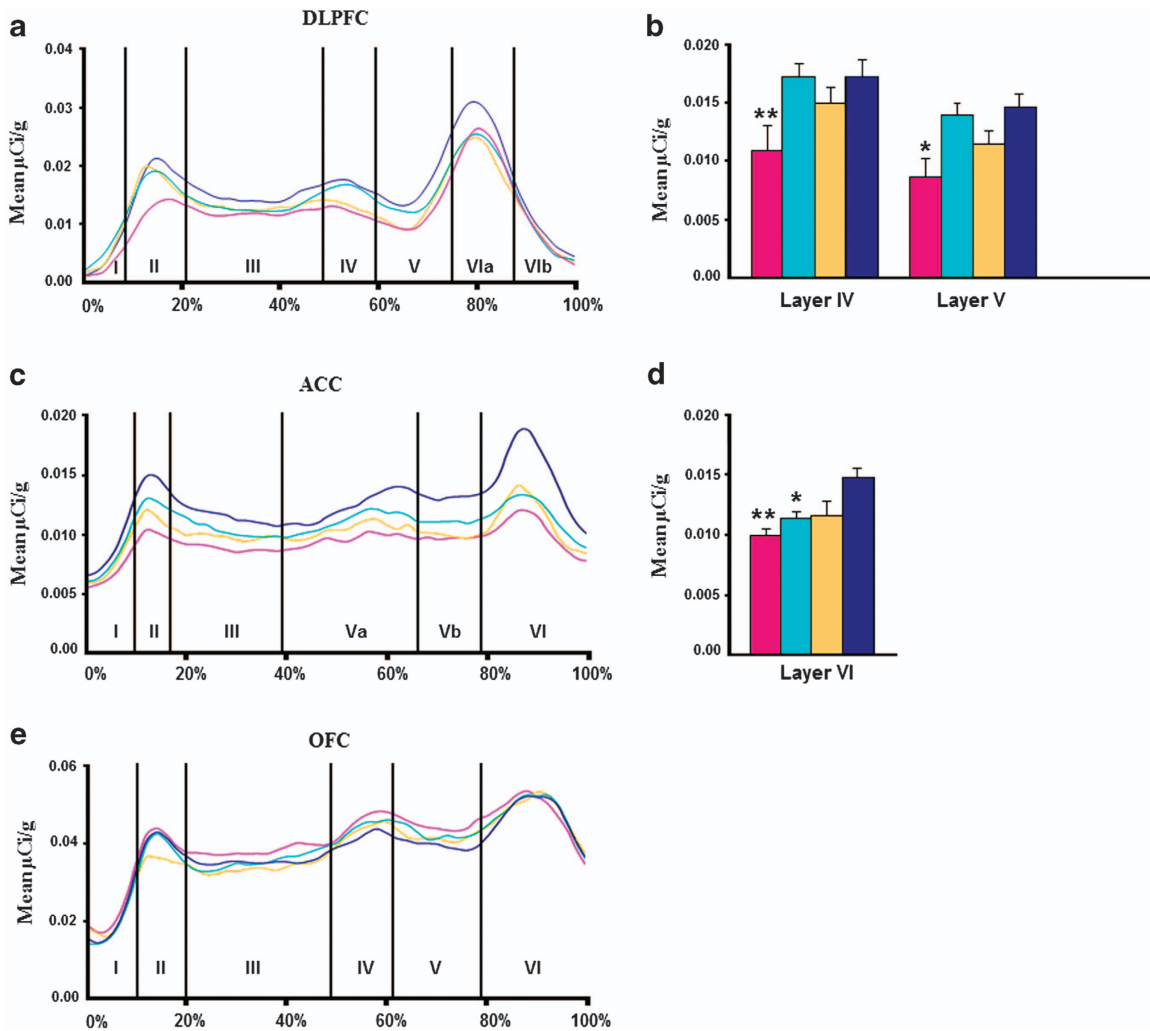 a
DLPFC
Mean µCi/g
0.04
0.03
0.02
0.01
0.00
I II III IV V VIa VIb
0% 20% 40% 60% 80% 100%
b
Mean µCi/g
0.020
0.015
0.010
0.005
0.00
** *
Layer IV Layer V
c
ACC
Mean µCi/g
0.020
0.015
0.010
0.005
0.00
I II III Va Vb VI
0% 20% 40% 60% 80% 100%
d
Mean µCi/g
0.020
0.015
0.010
0.005
0.00
** *
Layer VI
e
OFC
Mean µCi/g
0.06
0.04
0.02
0.00
I II III IV V VI
0% 20% 40% 60% 80% 100%